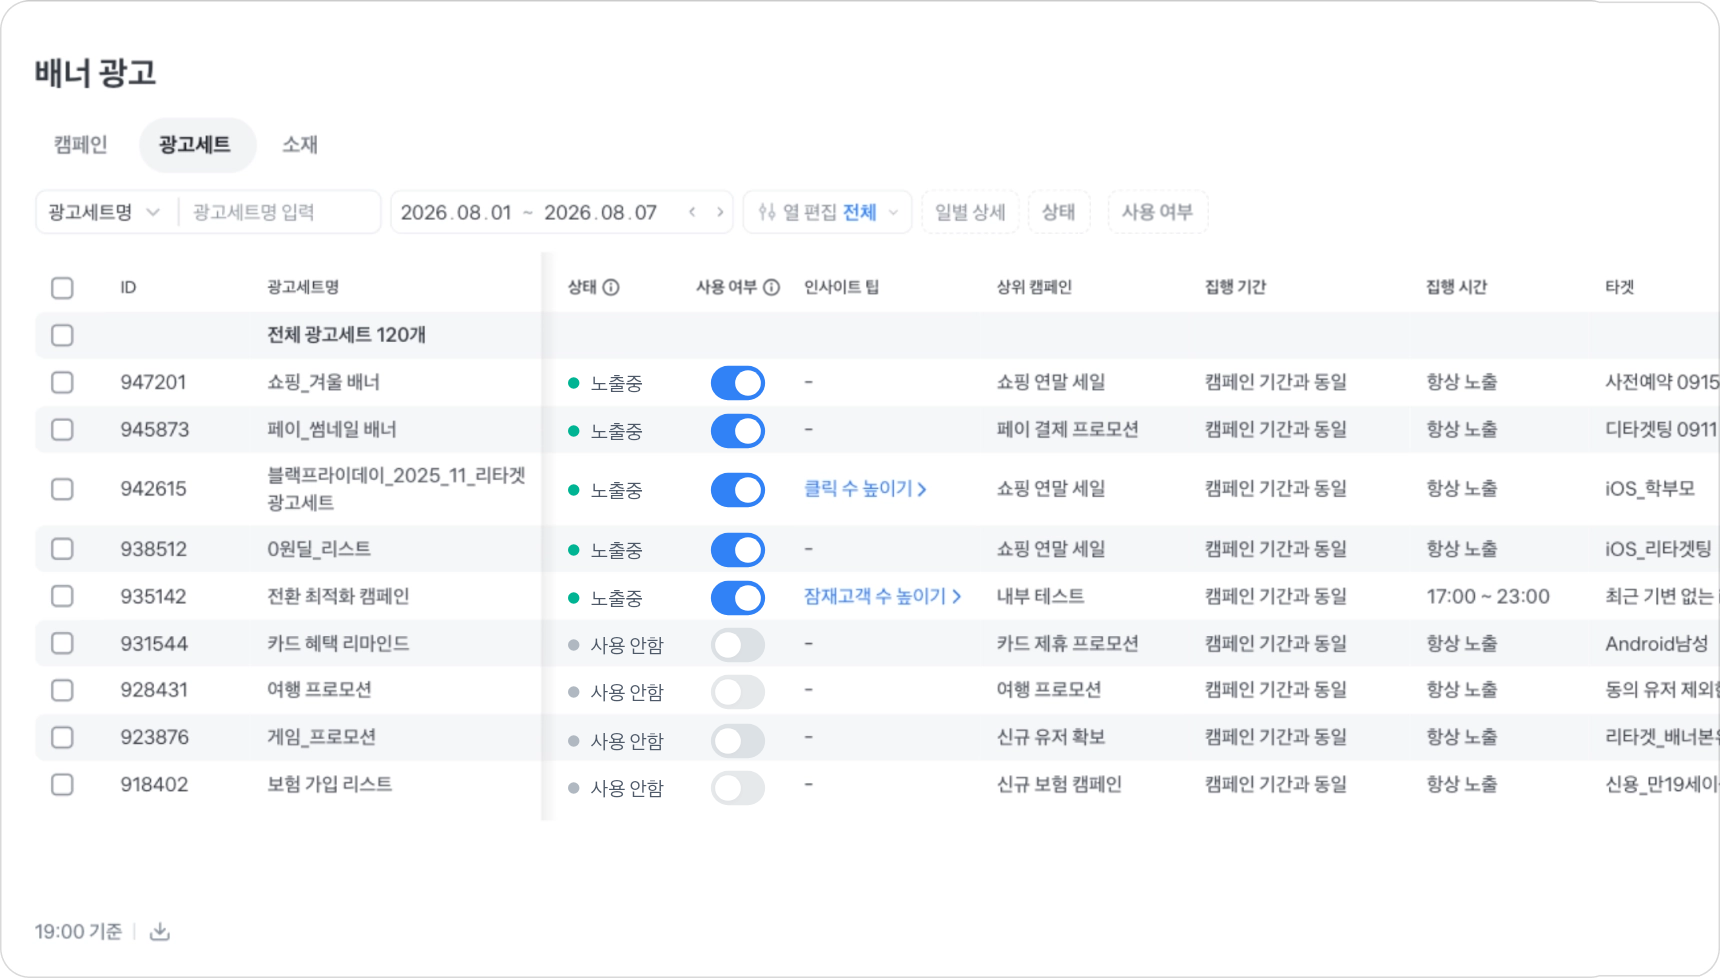 배너 광고
캠페인 광고세트 소재
광고세트명 광고세트명 입력 2026.08.01 ~ 2026.08.07 열 편집 전체 일별 상세 상태 사용 여부
ID 광고세트명 상태 사용 여부 인사이트 팁 상위 캠페인 집행 기간 집행 시간 타겟
전체 광고세트 120개
947201 쇼핑_겨울 배너 노출중 - 쇼핑 연말 세일 캠페인 기간과 동일 항상 노출 사전예약 0915
945873 페이_썸네일 배너 노출중 - 페이 결제 프로모션 캠페인 기간과 동일 항상 노출 디타겟팅 0911
942615 블랙프라이데이_2025_11_리타겟 광고세트 노출중 클릭 수 높이기 쇼핑 연말 세일 캠페인 기간과 동일 항상 노출 iOS_학부모
938512 0원딜_리스트 노출중 - 쇼핑 연말 세일 캠페인 기간과 동일 항상 노출 iOS_리타겟팅
935142 전환 최적화 캠페인 노출중 잠재고객 수 높이기 내부 테스트 캠페인 기간과 동일 17:00 ~ 23:00 최근 기변 없는
931544 카드 혜택 리마인드 사용 안함 - 카드 제휴 프로모션 캠페인 기간과 동일 항상 노출 Android남성
928431 여행 프로모션 사용 안함 - 여행 프로모션 캠페인 기간과 동일 항상 노출 동의 유저 제외
923876 게임_프로모션 사용 안함 - 신규 유저 확보 캠페인 기간과 동일 항상 노출 리타겟_배너본
918402 보험 가입 리스트 사용 안함 - 신규 보험 캠페인 캠페인 기간과 동일 항상 노출 신용_만19세이
19:00 기준